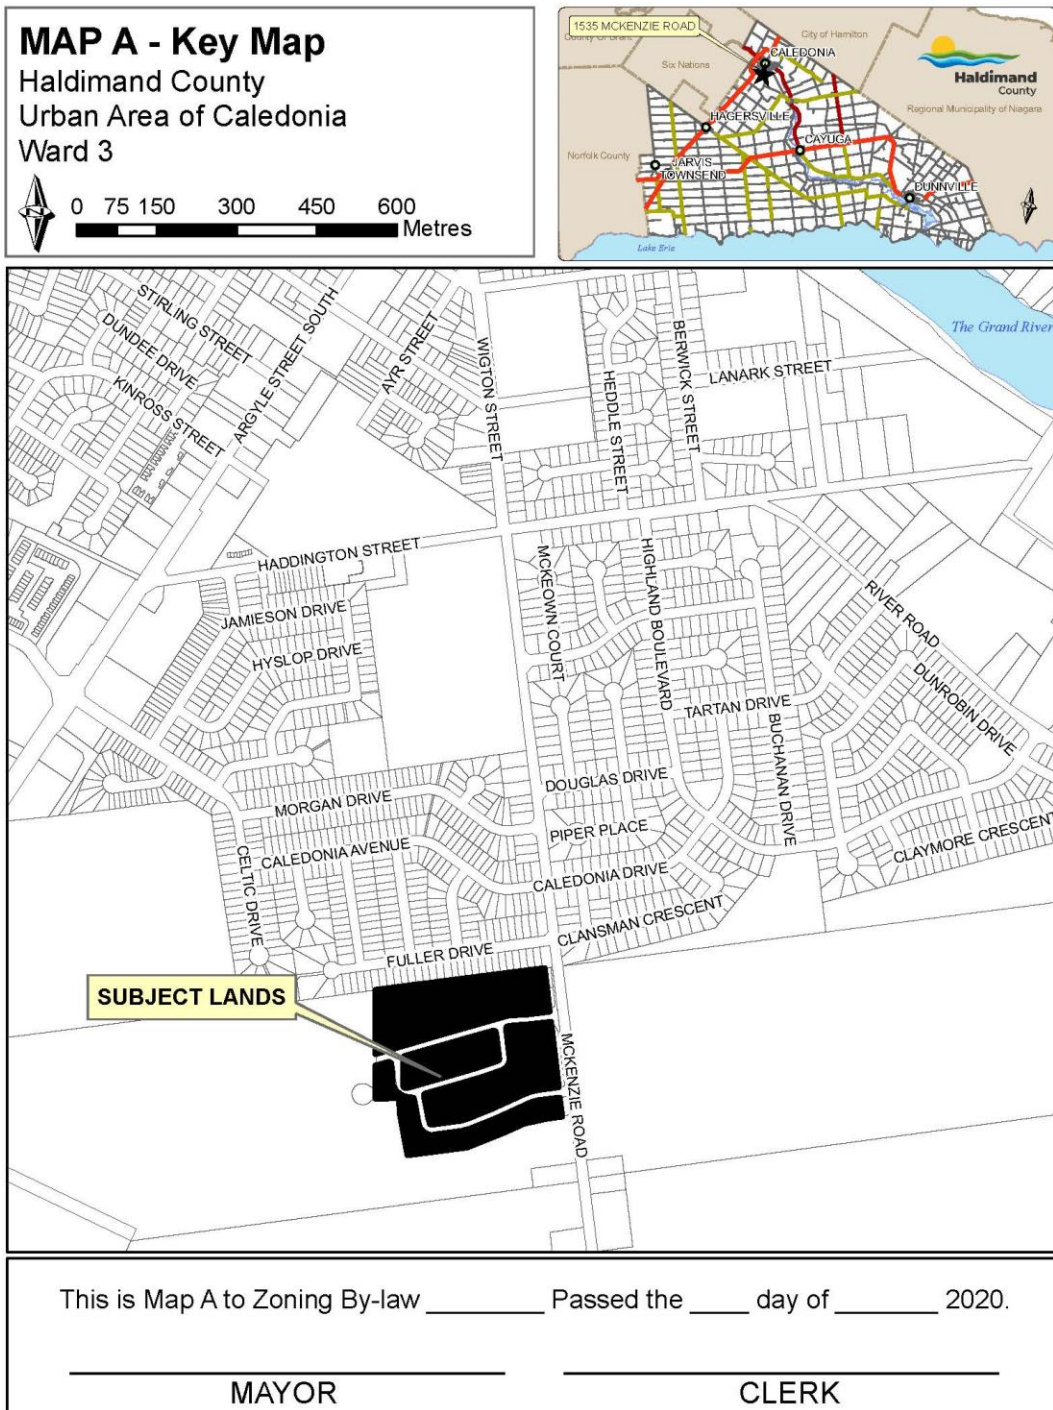 MAP A - Key Map
Haldimand County
Urban Area of Caledonia
Ward 3
0 75 150 300 450 600
Metres
1535 MCKENZIE ROAD
City of Hamilton
CALEDONIA
Six Nations
Haldimand
County
Regional Municipality of Niagara
HAGERSVILLE
CAYUGA
Norfolk County
JARVIS
TOWNSEND
DUNNVILLE
Lake Erie
STIRLING STREET
DUNDEE DRIVE
KINROSS STREET
ARGYLE STREET SOUTH
AYR STREET
WIGTON STREET
HEDDLE STREET
BERWICK STREET
LANARK STREET
The Grand River
HADDINGTON STREET
JAMIESON DRIVE
HYSLOP DRIVE
MCKEOWN COURT
HIGHLAND BOULEVARD
RIVER ROAD
DUNROBIN DRIVE
TARTAN DRIVE
BUCHANAN DRIVE
DOUGLAS DRIVE
MORGAN DRIVE
PIPER PLACE
CALEDONIA AVENUE
CELTIC DRIVE
CALEDONIA DRIVE
CLAYMORE CRESCENT
CLANSMAN CRESCENT
FULLER DRIVE
SUBJECT LANDS
MCKENZIE ROAD
This is Map A to Zoning By-law ________ Passed the ____ day of _______ 2020.
MAYOR
CLERK